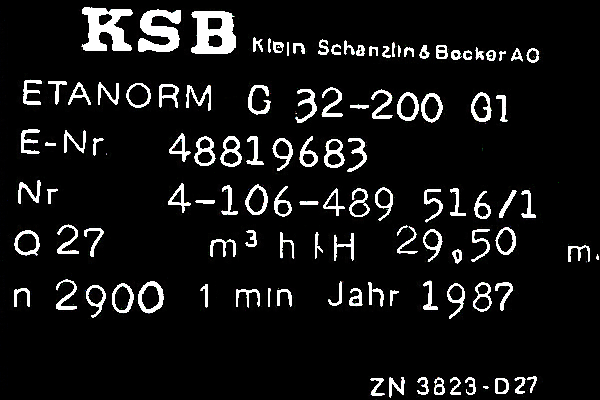 KSB Klein Schanzlin & Becker AG
ETANORM G 32-200 G1
E-Nr. 48819683
Nr 4-106-489 516/1
Q 27 m³ h H 29,50 m.
n 2900 1 min Jahr 1987
ZN 3823-D27